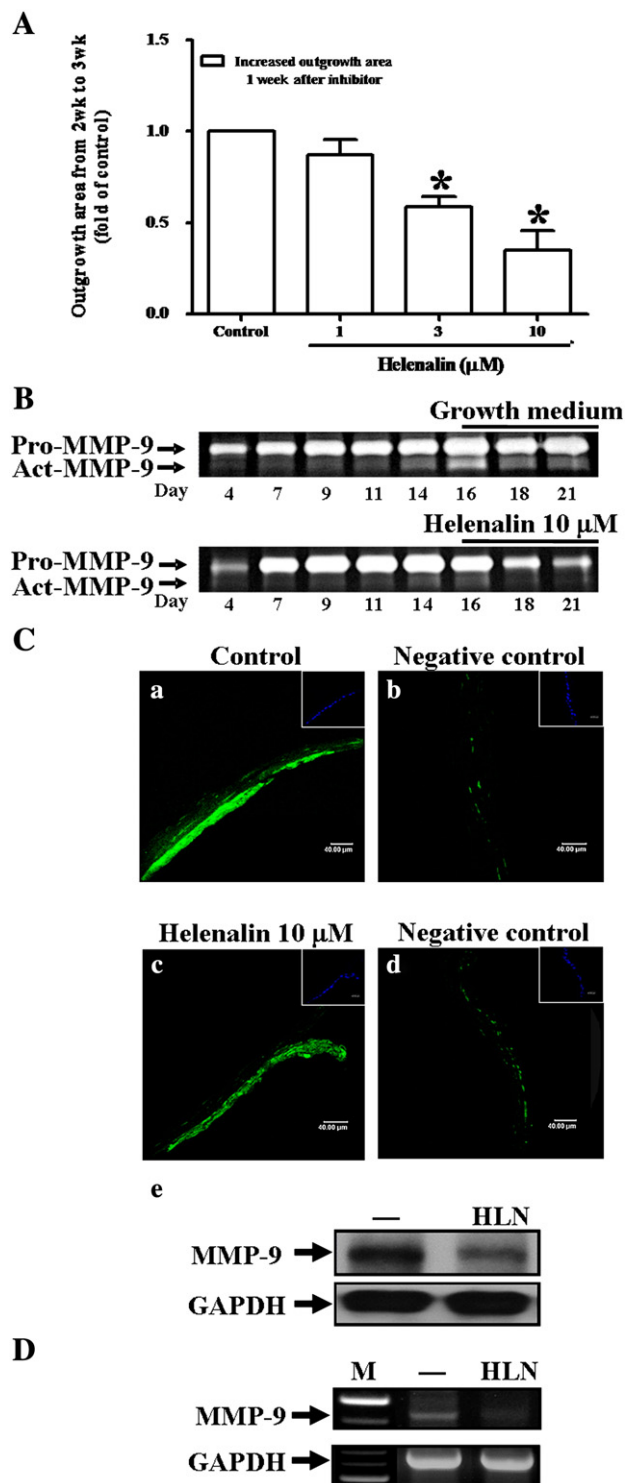 A
Outgrowth area from 2wk to 3wk
(fold of control)
1.5
1.0
0.5
0.0
Increased outgrowth area
1 week after inhibitor
*
*
Control
1
3
10
Helenalin (μM)
B
Growth medium
Pro-MMP-9
Act-MMP-9
Day
4 7 9 11 14 16 18 21
Helenalin 10 μM
Pro-MMP-9
Act-MMP-9
Day
4 7 9 11 14 16 18 21
C
Control
Negative control
a
40.00 μm
b
40.00 μm
Helenalin 10 μM
Negative control
c
40.00 μm
d
40.00 μm
e
— HLN
MMP-9
GAPDH
D
M — HLN
MMP-9
GAPDH